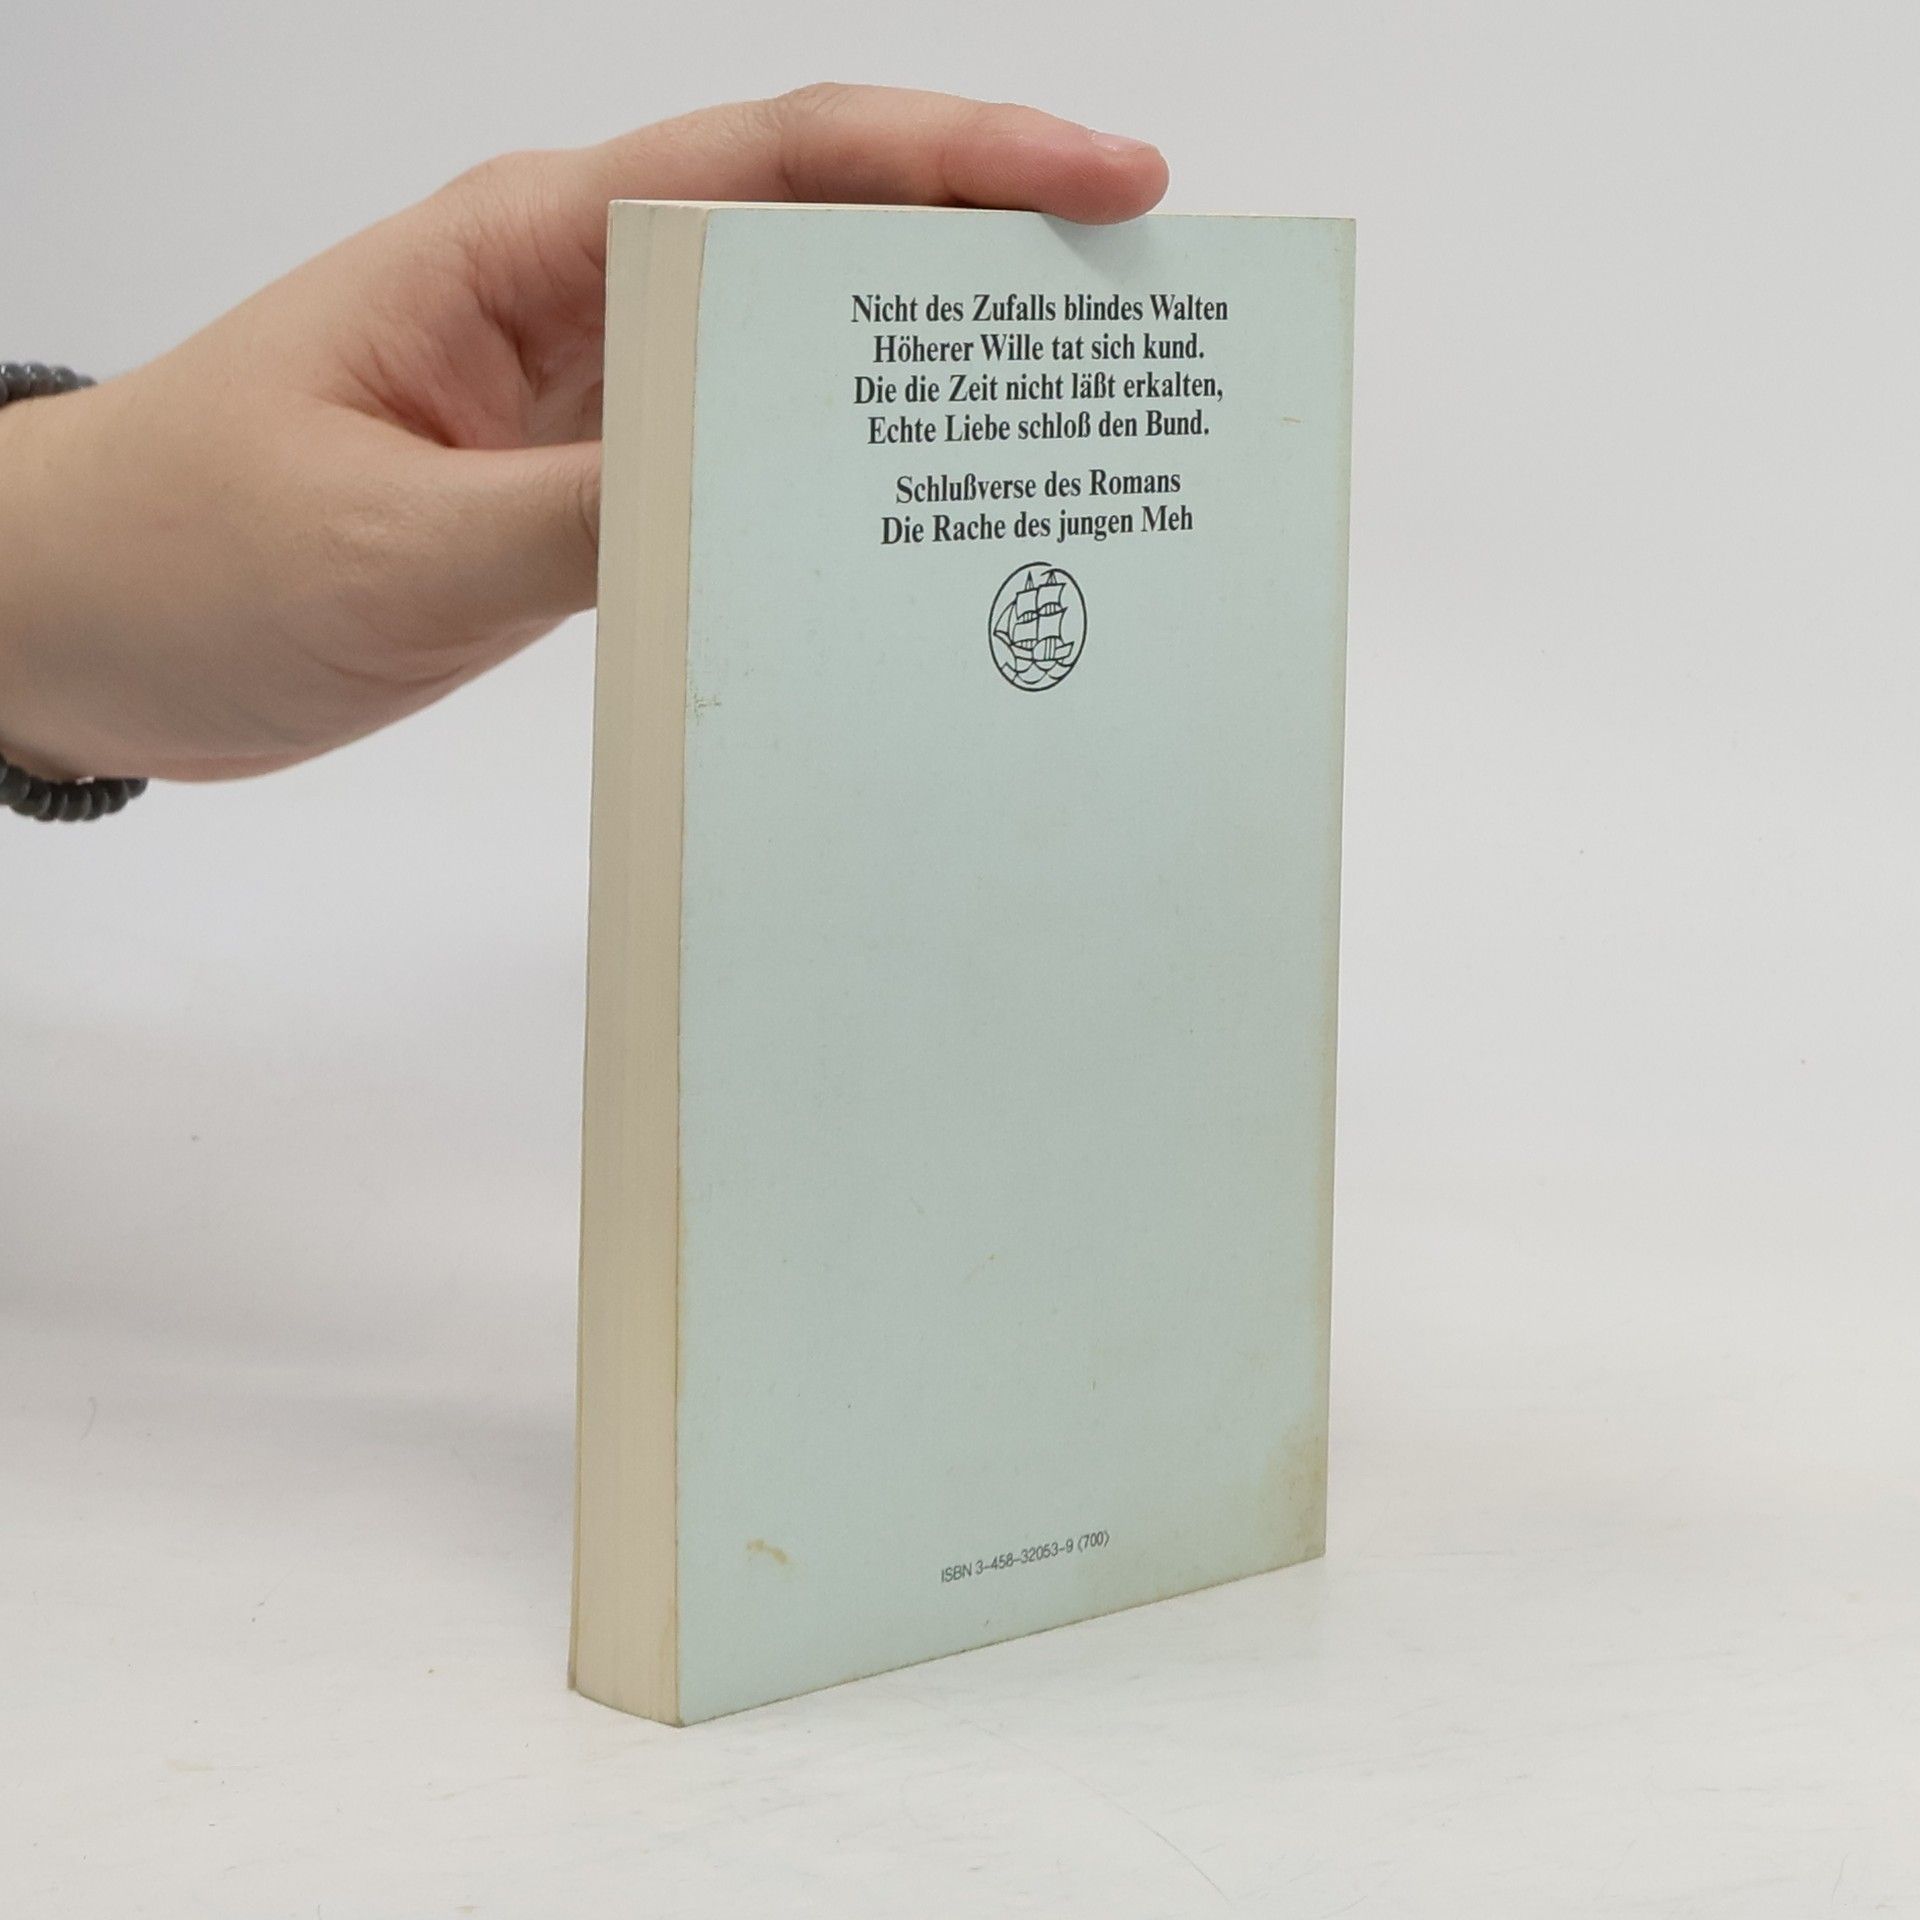 Nicht des Zufalls blindes Walten
Höherer Wille tat sich kund.
Die die Zeit nicht läßt erkalten,
Echte Liebe schloß den Bund.
Schlußverse des Romans
Die Rache des jungen Meh
ISBN 3-458-32053-9 ⟨700⟩